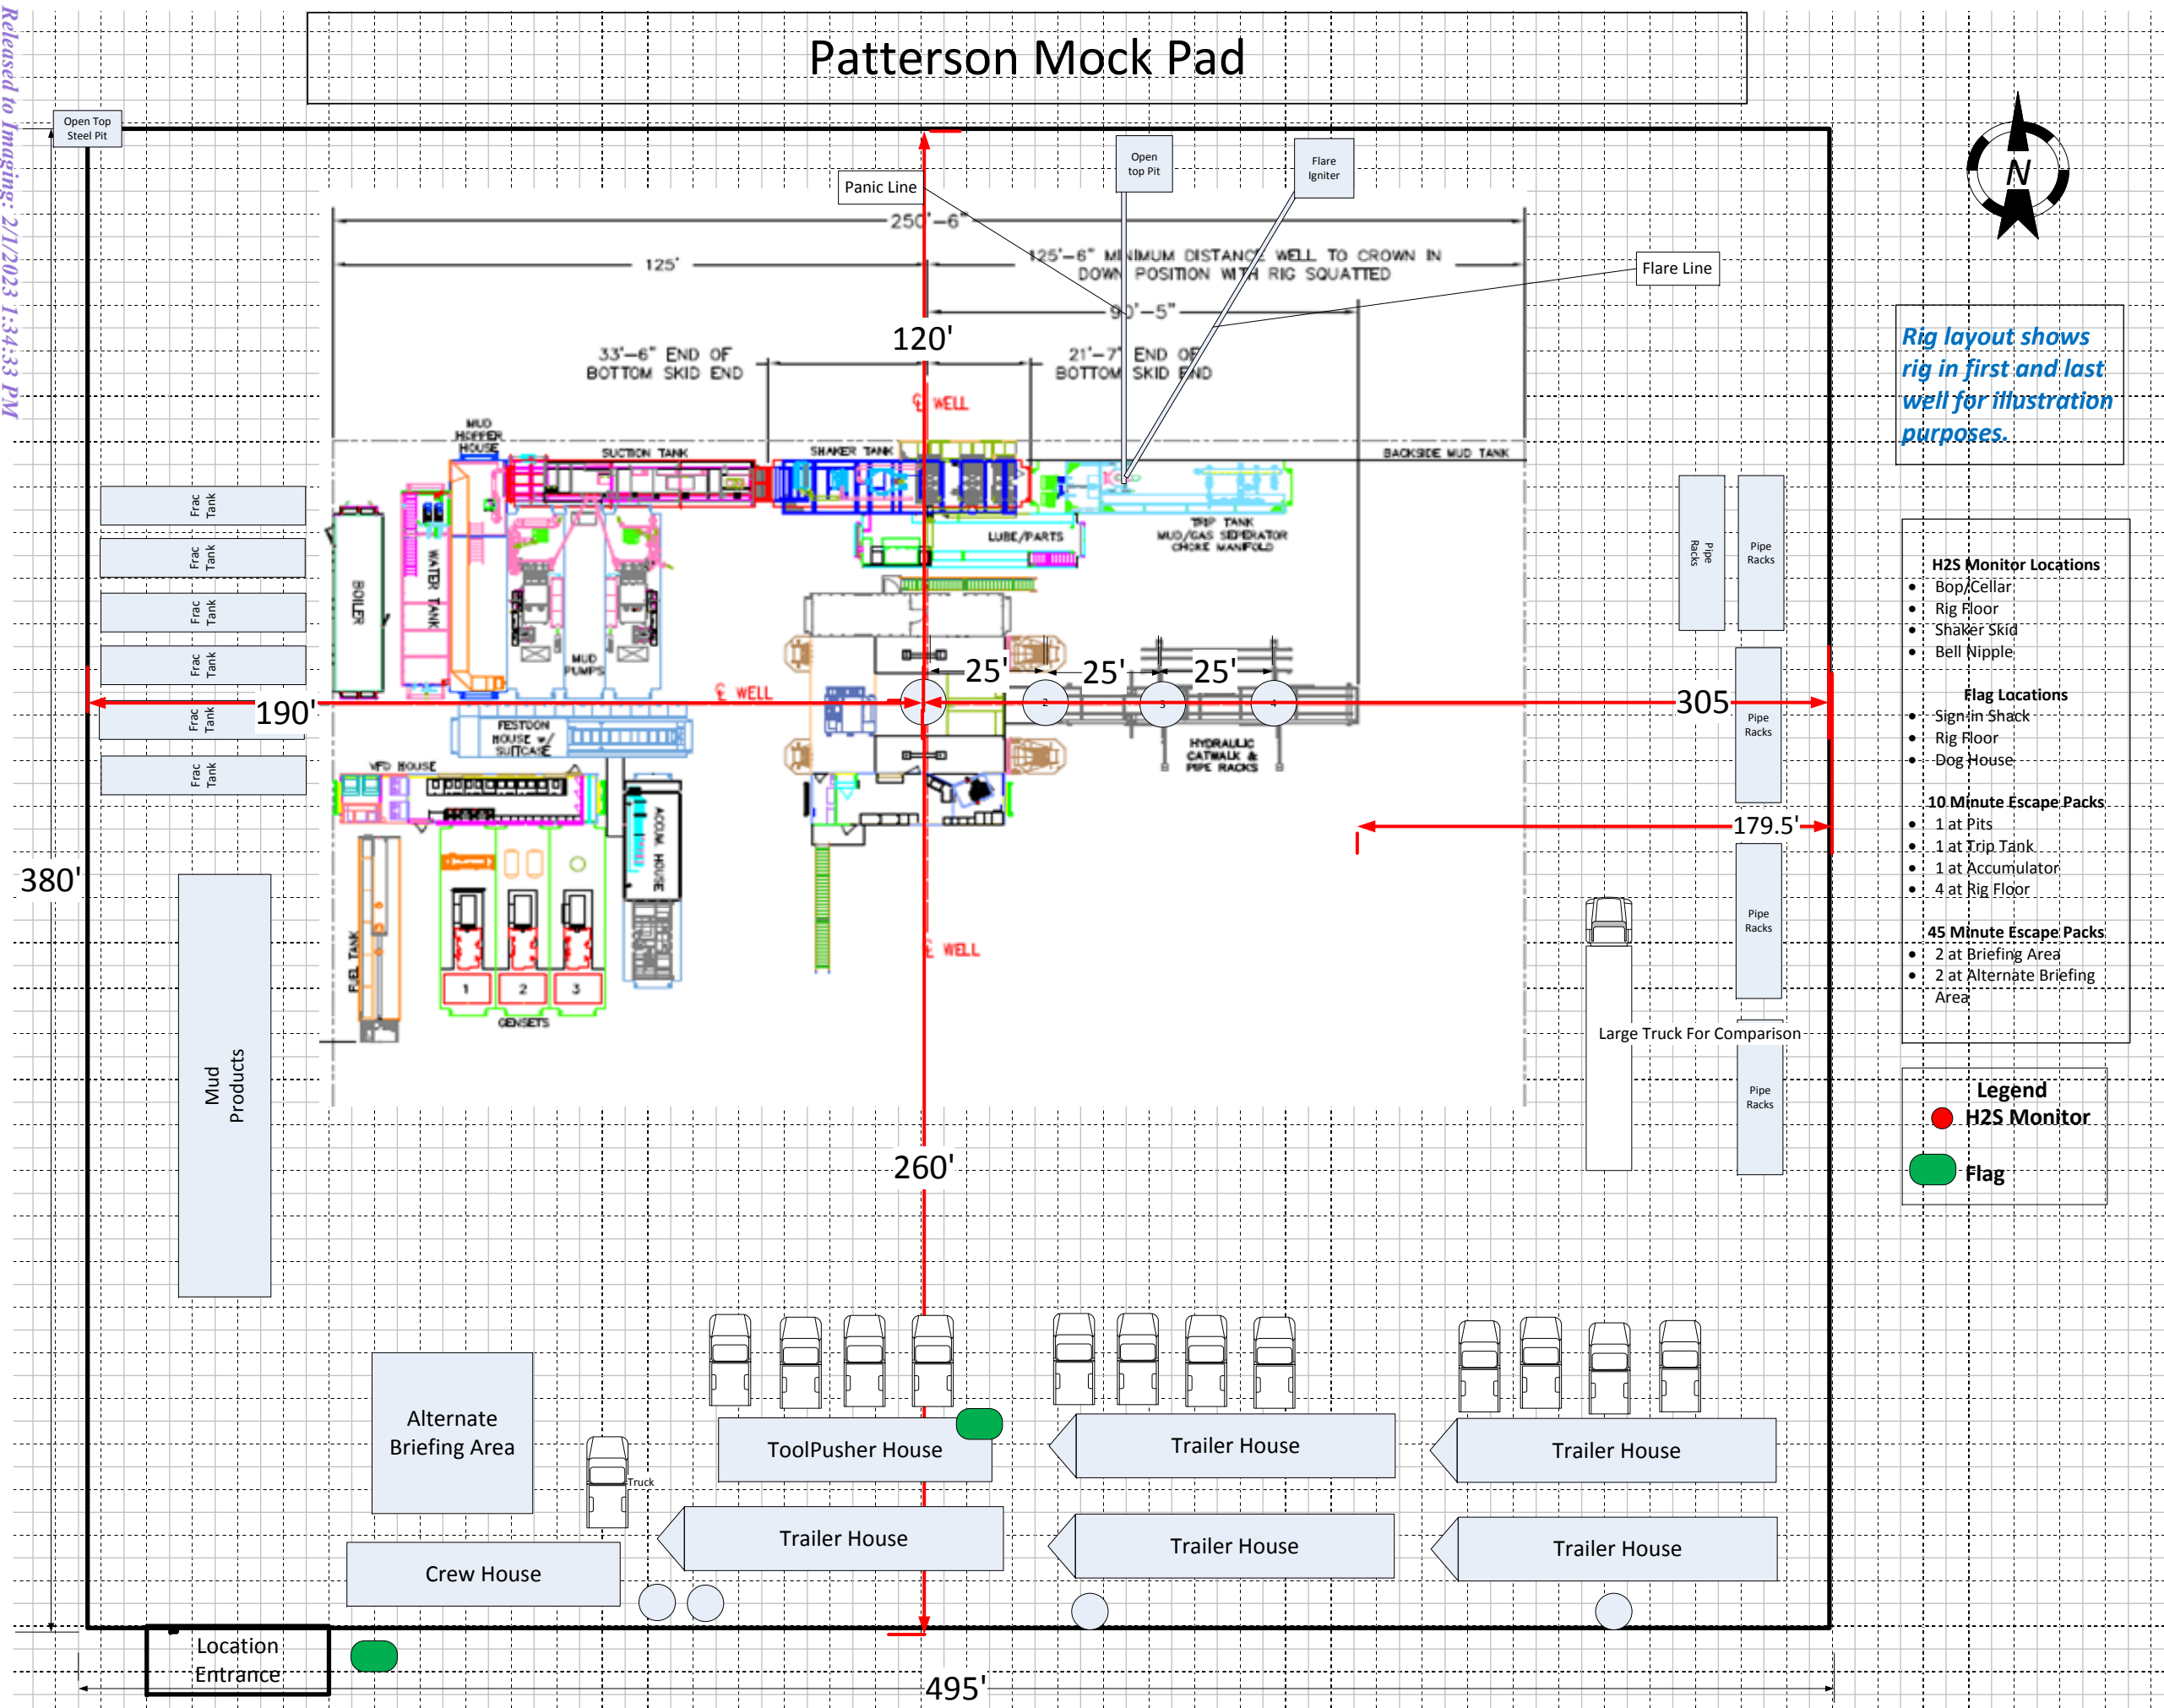 Released to Imaging: 2/1/2023 1:34:33 PM
Patterson Mock Pad
Open Top
Steel Pit
Open
top Pit
Flare
Igniter
Panic Line
N
250'-6"
125'
125'-6" MINIMUM DISTANCE WELL TO CROWN IN
DOWN POSITION WITH RIG SQUATTED
Flare Line
90'-5"
120'
33'-6" END OF
BOTTOM SKID END
21'-7" END OF
BOTTOM SKID END
Rig layout shows
rig in first and last
well for illustration
purposes.
℄ WELL
MUD
HOPPER
HOUSE
SUCTION TANK
SHAKER TANK
BACKSIDE MUD TANK
Frac
Tank
Frac
Tank
Frac
Tank
Frac
Tank
Frac
Tank
Frac
Tank
BOILER
WATER TANK
MUD
PUMPS
LUBE/PARTS
TRIP TANK
MUD/GAS SEPERATOR
CHOKE MANIFOLD
Pipe
Racks
Pipe
Racks
Pipe
Racks
Pipe
Racks
Pipe
Racks
25'
25'
25'
℄ WELL
2
3
4
190'
305
FESTOON
HOUSE w/
SUITCASE
HYDRAULIC
CATWALK &
PIPE RACKS
VFD HOUSE
ACCUM. HOUSE
179.5'
380'
FUEL TANK
1
2
3
GENSETS
℄ WELL
Mud
Products
Large Truck For Comparison
H2S Monitor Locations
• Bop/Cellar
• Rig Floor
• Shaker Skid
• Bell Nipple
Flag Locations
• Sign-in Shack
• Rig Floor
• Dog House
10 Minute Escape Packs
• 1 at Pits
• 1 at Trip Tank
• 1 at Accumulator
• 4 at Rig Floor
45 Minute Escape Packs
• 2 at Briefing Area
• 2 at Alternate Briefing
Area
Legend
H2S Monitor
Flag
260'
Alternate
Briefing Area
Truck
ToolPusher House
Trailer House
Trailer House
Trailer House
Trailer House
Trailer House
Crew House
Location
Entrance
495'